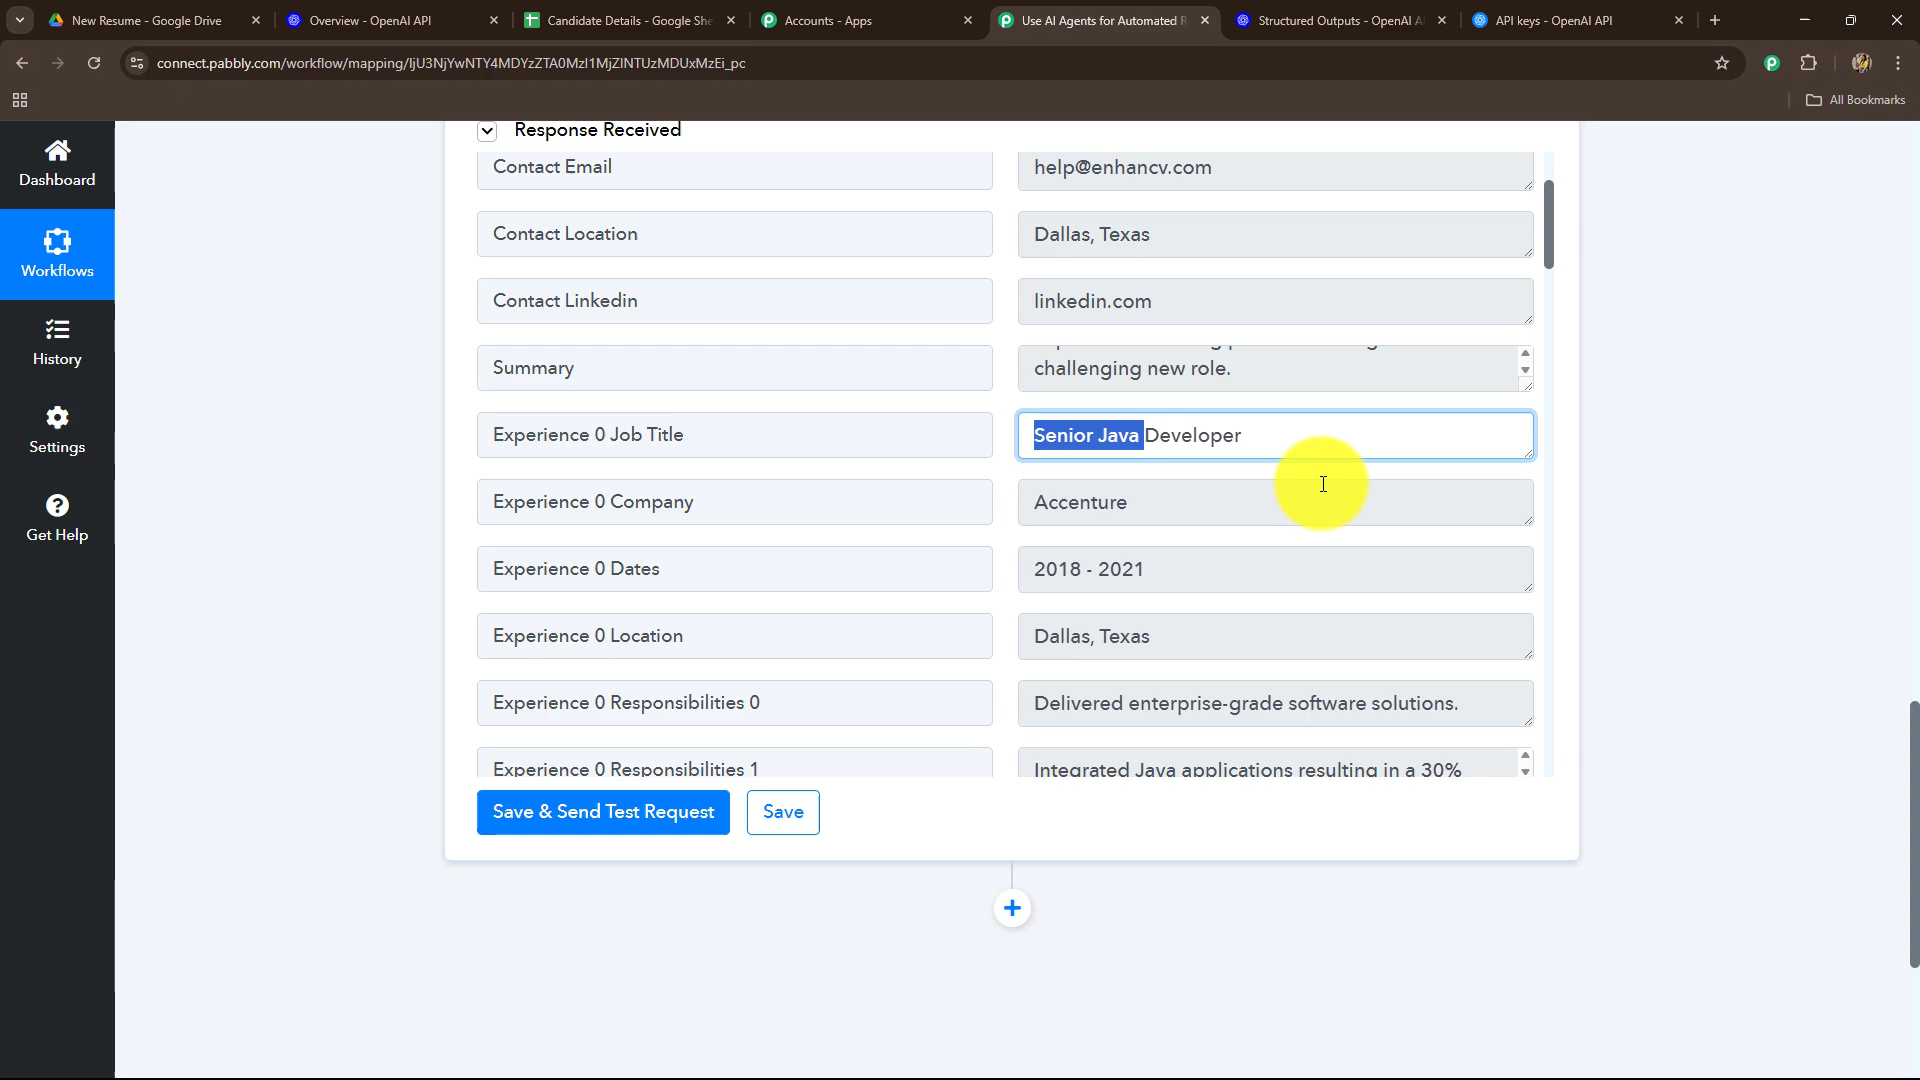 New Resume - Google Drive
Overview - OpenAI API
Candidate Details - Google She
Accounts - Apps
Use AI Agents for Automated R
Structured Outputs - OpenAI A
API keys - OpenAI API
connect.pabbly.com/workflow/mapping/IjU3NjYwNTY4MDYzZTA0MzI1MjZlNTUzMDUxMzEi_pc
All Bookmarks
Dashboard
Workflows
History
Settings
Get Help
Response Received
Contact Email
help@enhancv.com
Contact Location
Dallas, Texas
Contact Linkedin
linkedin.com
Summary
challenging new role.
Experience 0 Job Title
Senior Java Developer
Experience 0 Company
Accenture
Experience 0 Dates
2018 - 2021
Experience 0 Location
Dallas, Texas
Experience 0 Responsibilities 0
Delivered enterprise-grade software solutions.
Experience 0 Responsibilities 1
Integrated Java applications resulting in a 30%
Save & Send Test Request
Save